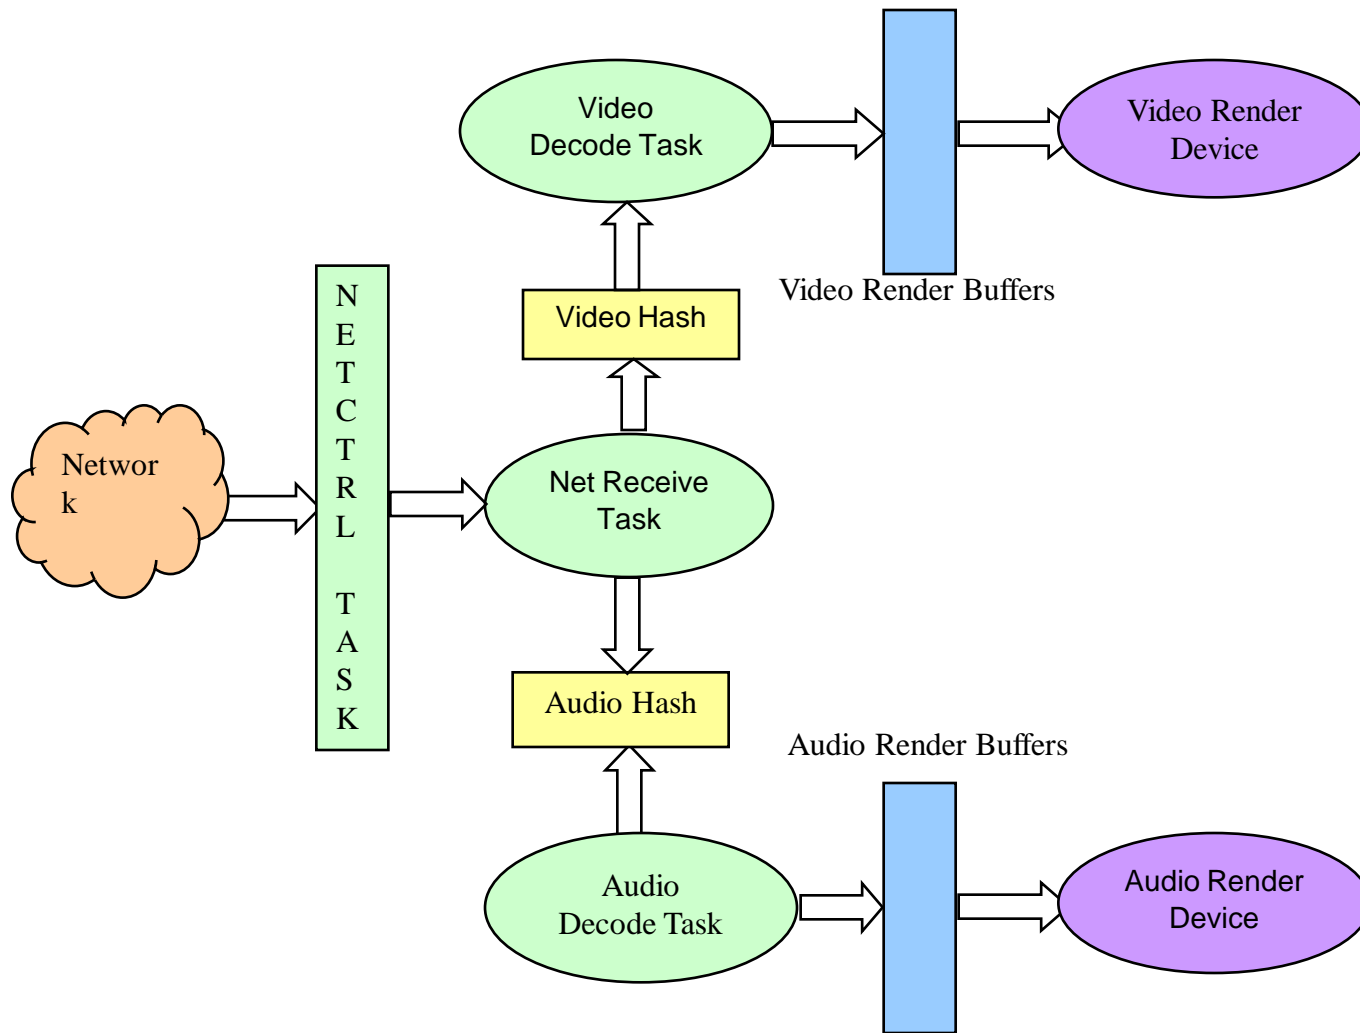 Video
Decode Task
Video Render
Device
Video Render Buffers
Video Hash
N
E
T
C
T
R
L
T
A
S
K
Networ
k
Net Receive
Task
Audio Hash
Audio Render Buffers
Audio
Decode Task
Audio Render
Device